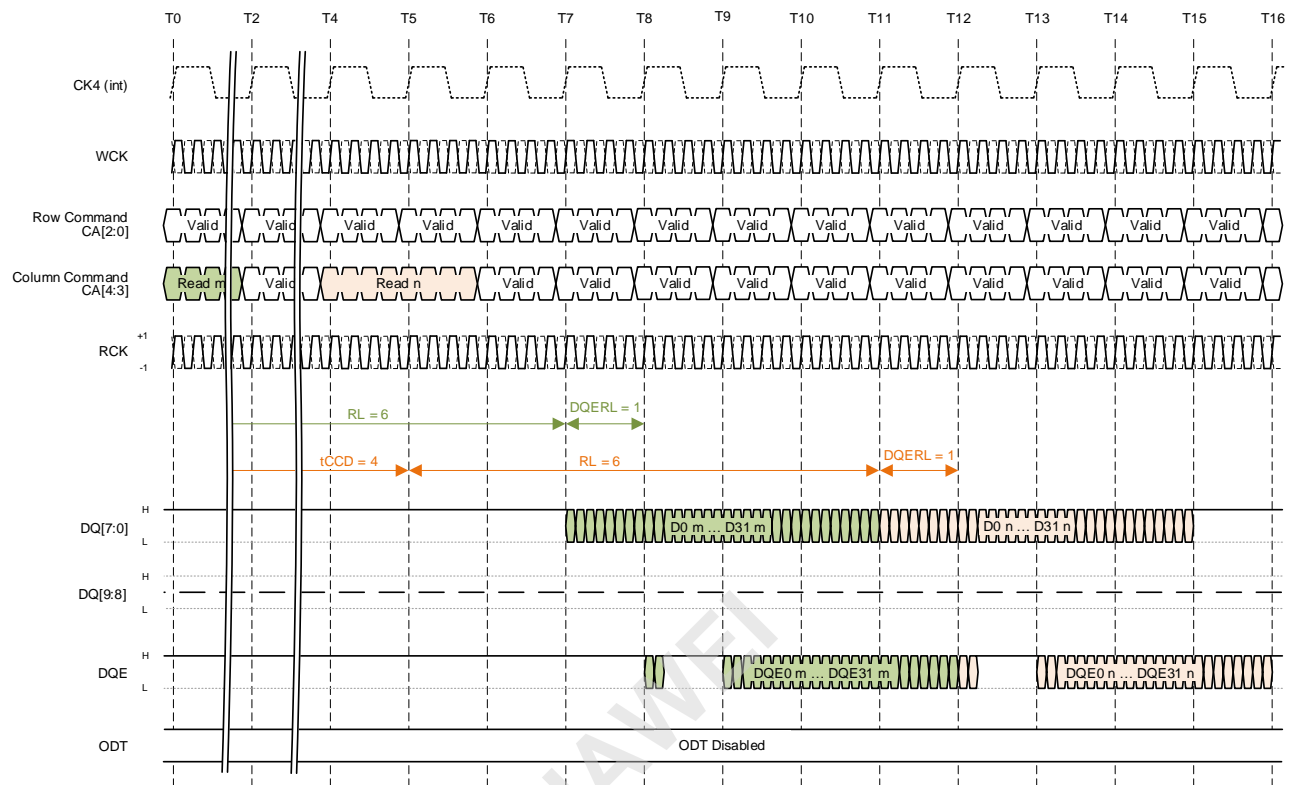 T0 T2 T4 T5 T6 T7 T8 T9 T10 T11 T12 T13 T14 T15 T16
CK4 (int)
WCK
Row Command
CA[2:0]
Valid Valid Valid Valid Valid Valid Valid Valid Valid Valid Valid Valid Valid
Column Command
CA[4:3]
Read m Valid Read n Valid Valid Valid Valid Valid Valid Valid Valid Valid
RCK
+1
-1
RL = 6 DQERL = 1
tCCD = 4 RL = 6 DQERL = 1
DQ[7:0]
H
L
D0 m … D31 m D0 n … D31 n
DQ[9:8]
H
L
DQE
H
L
DQE0 m … DQE31 m DQE0 n … DQE31 n
ODT
ODT Disabled